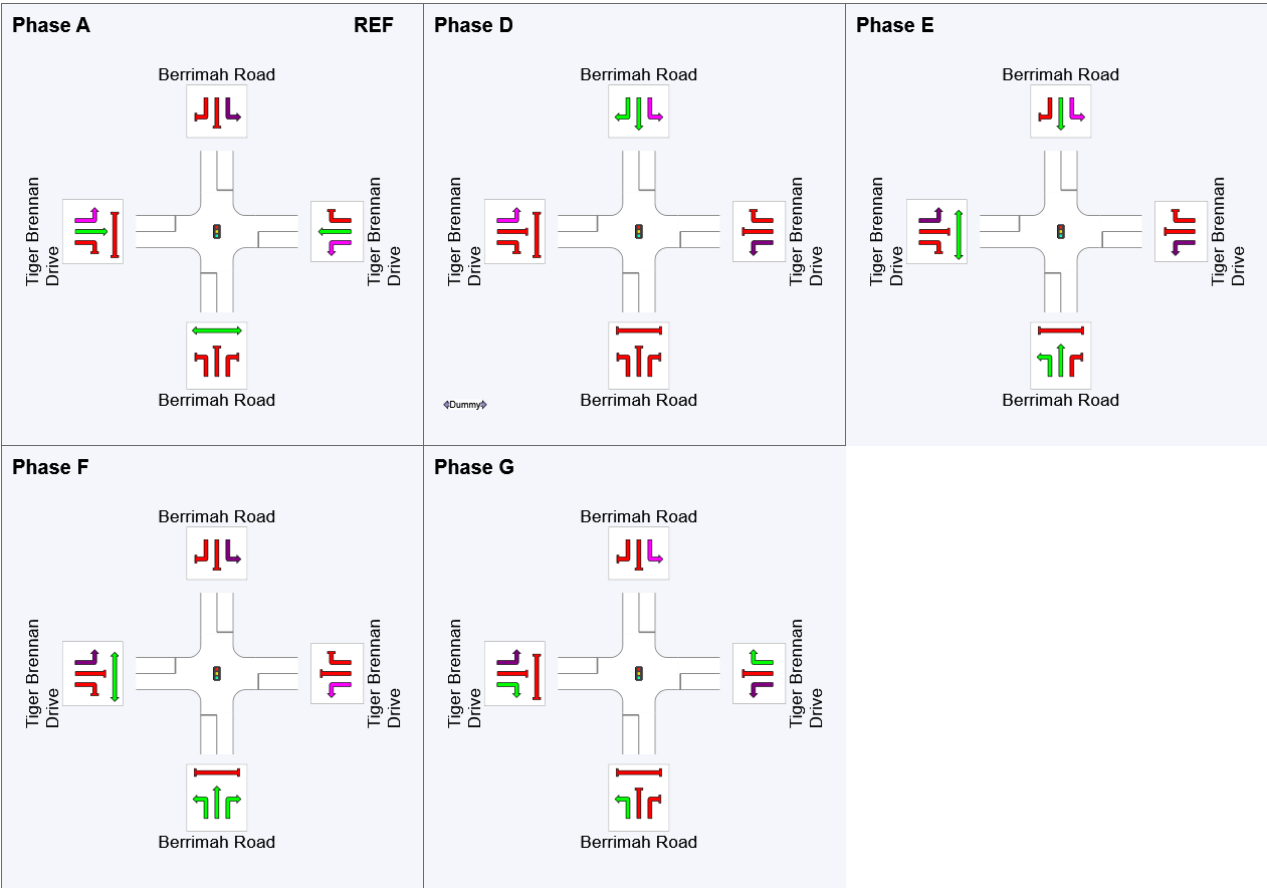 Phase A
REF
Berrimah Road
Tiger Brennan
Drive
Tiger Brennan
Drive
Berrimah Road
Phase D
Berrimah Road
Tiger Brennan
Drive
Tiger Brennan
Drive
Dummy
Berrimah Road
Phase E
Berrimah Road
Tiger Brennan
Drive
Tiger Brennan
Drive
Berrimah Road
Phase F
Berrimah Road
Tiger Brennan
Drive
Tiger Brennan
Drive
Berrimah Road
Phase G
Berrimah Road
Tiger Brennan
Drive
Tiger Brennan
Drive
Berrimah Road